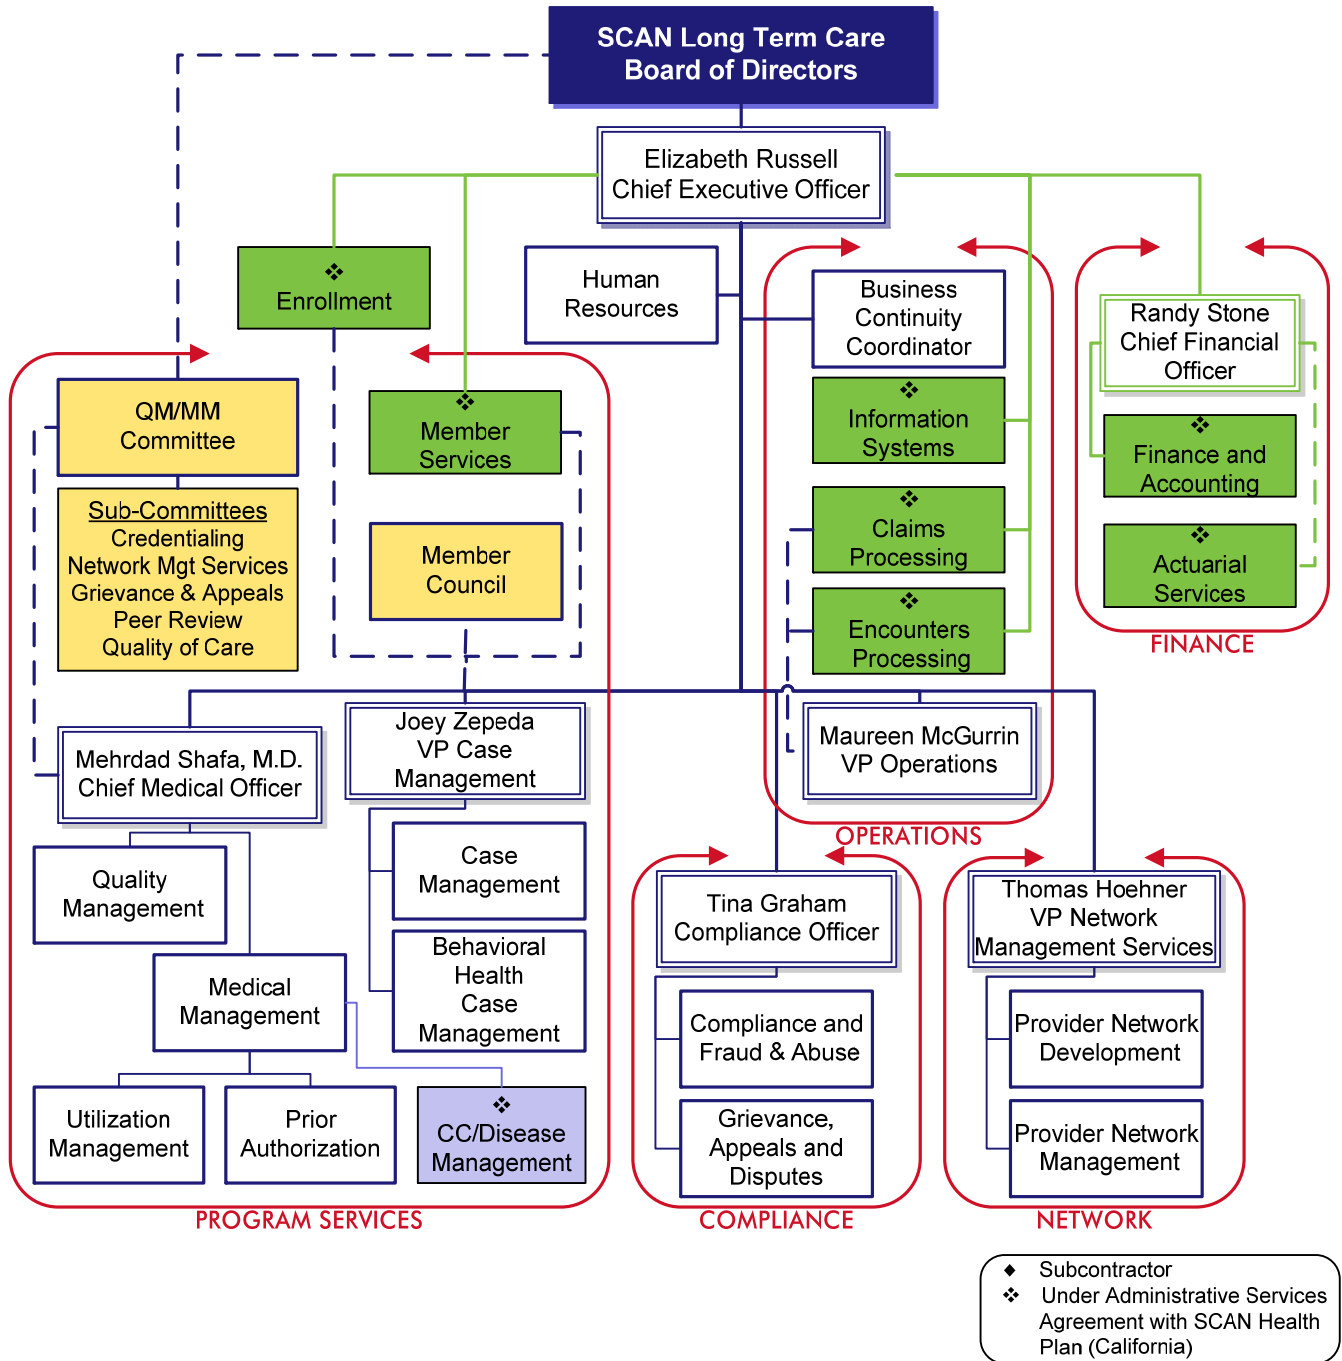 SCAN Long Term Care
Board of Directors
Elizabeth Russell
Chief Executive Officer
❖
Enrollment
Human
Resources
Business
Continuity
Coordinator
Randy Stone
Chief Financial
Officer
QM/MM
Committee
❖
Member
Services
❖
Information
Systems
❖
Finance and
Accounting
Sub-Committees
Credentialing
Network Mgt Services
Grievance & Appeals
Peer Review
Quality of Care
Member
Council
❖
Claims
Processing
❖
Actuarial
Services
❖
Encounters
Processing
FINANCE
Mehrdad Shafa, M.D.
Chief Medical Officer
Joey Zepeda
VP Case
Management
Maureen McGurrin
VP Operations
OPERATIONS
Quality
Management
Case
Management
Tina Graham
Compliance Officer
Thomas Hoehner
VP Network
Management Services
Medical
Management
Behavioral
Health
Case
Management
Compliance and
Fraud & Abuse
Provider Network
Development
Utilization
Management
Prior
Authorization
❖
CC/Disease
Management
Grievance,
Appeals and
Disputes
Provider Network
Management
PROGRAM SERVICES
COMPLIANCE
NETWORK
◆ Subcontractor
❖ Under Administrative Services
Agreement with SCAN Health
Plan (California)